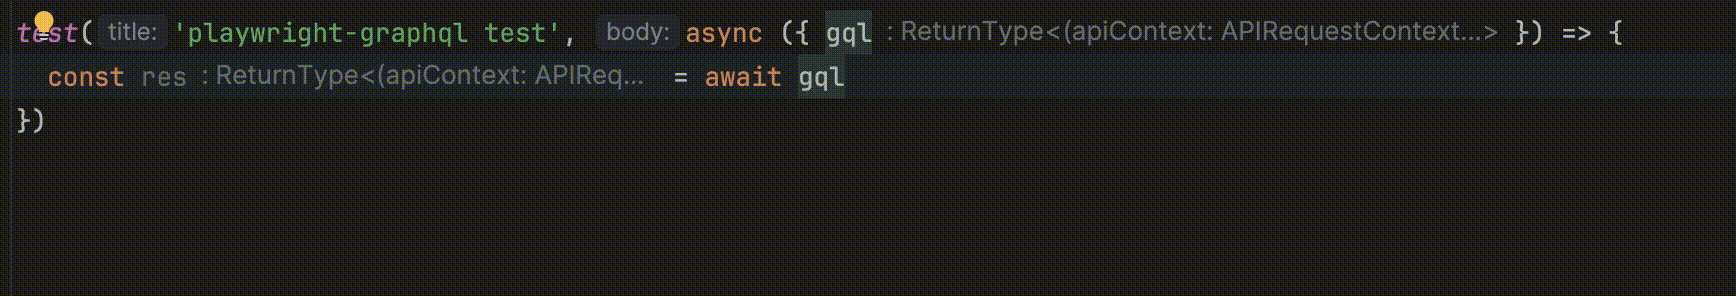 test( title: 'playwright-graphql test', body: async ({ gql : ReturnType<(apiContext: APIRequestContext...> }) => {
const res : ReturnType<(apiContext: APIReq... = await gql
})